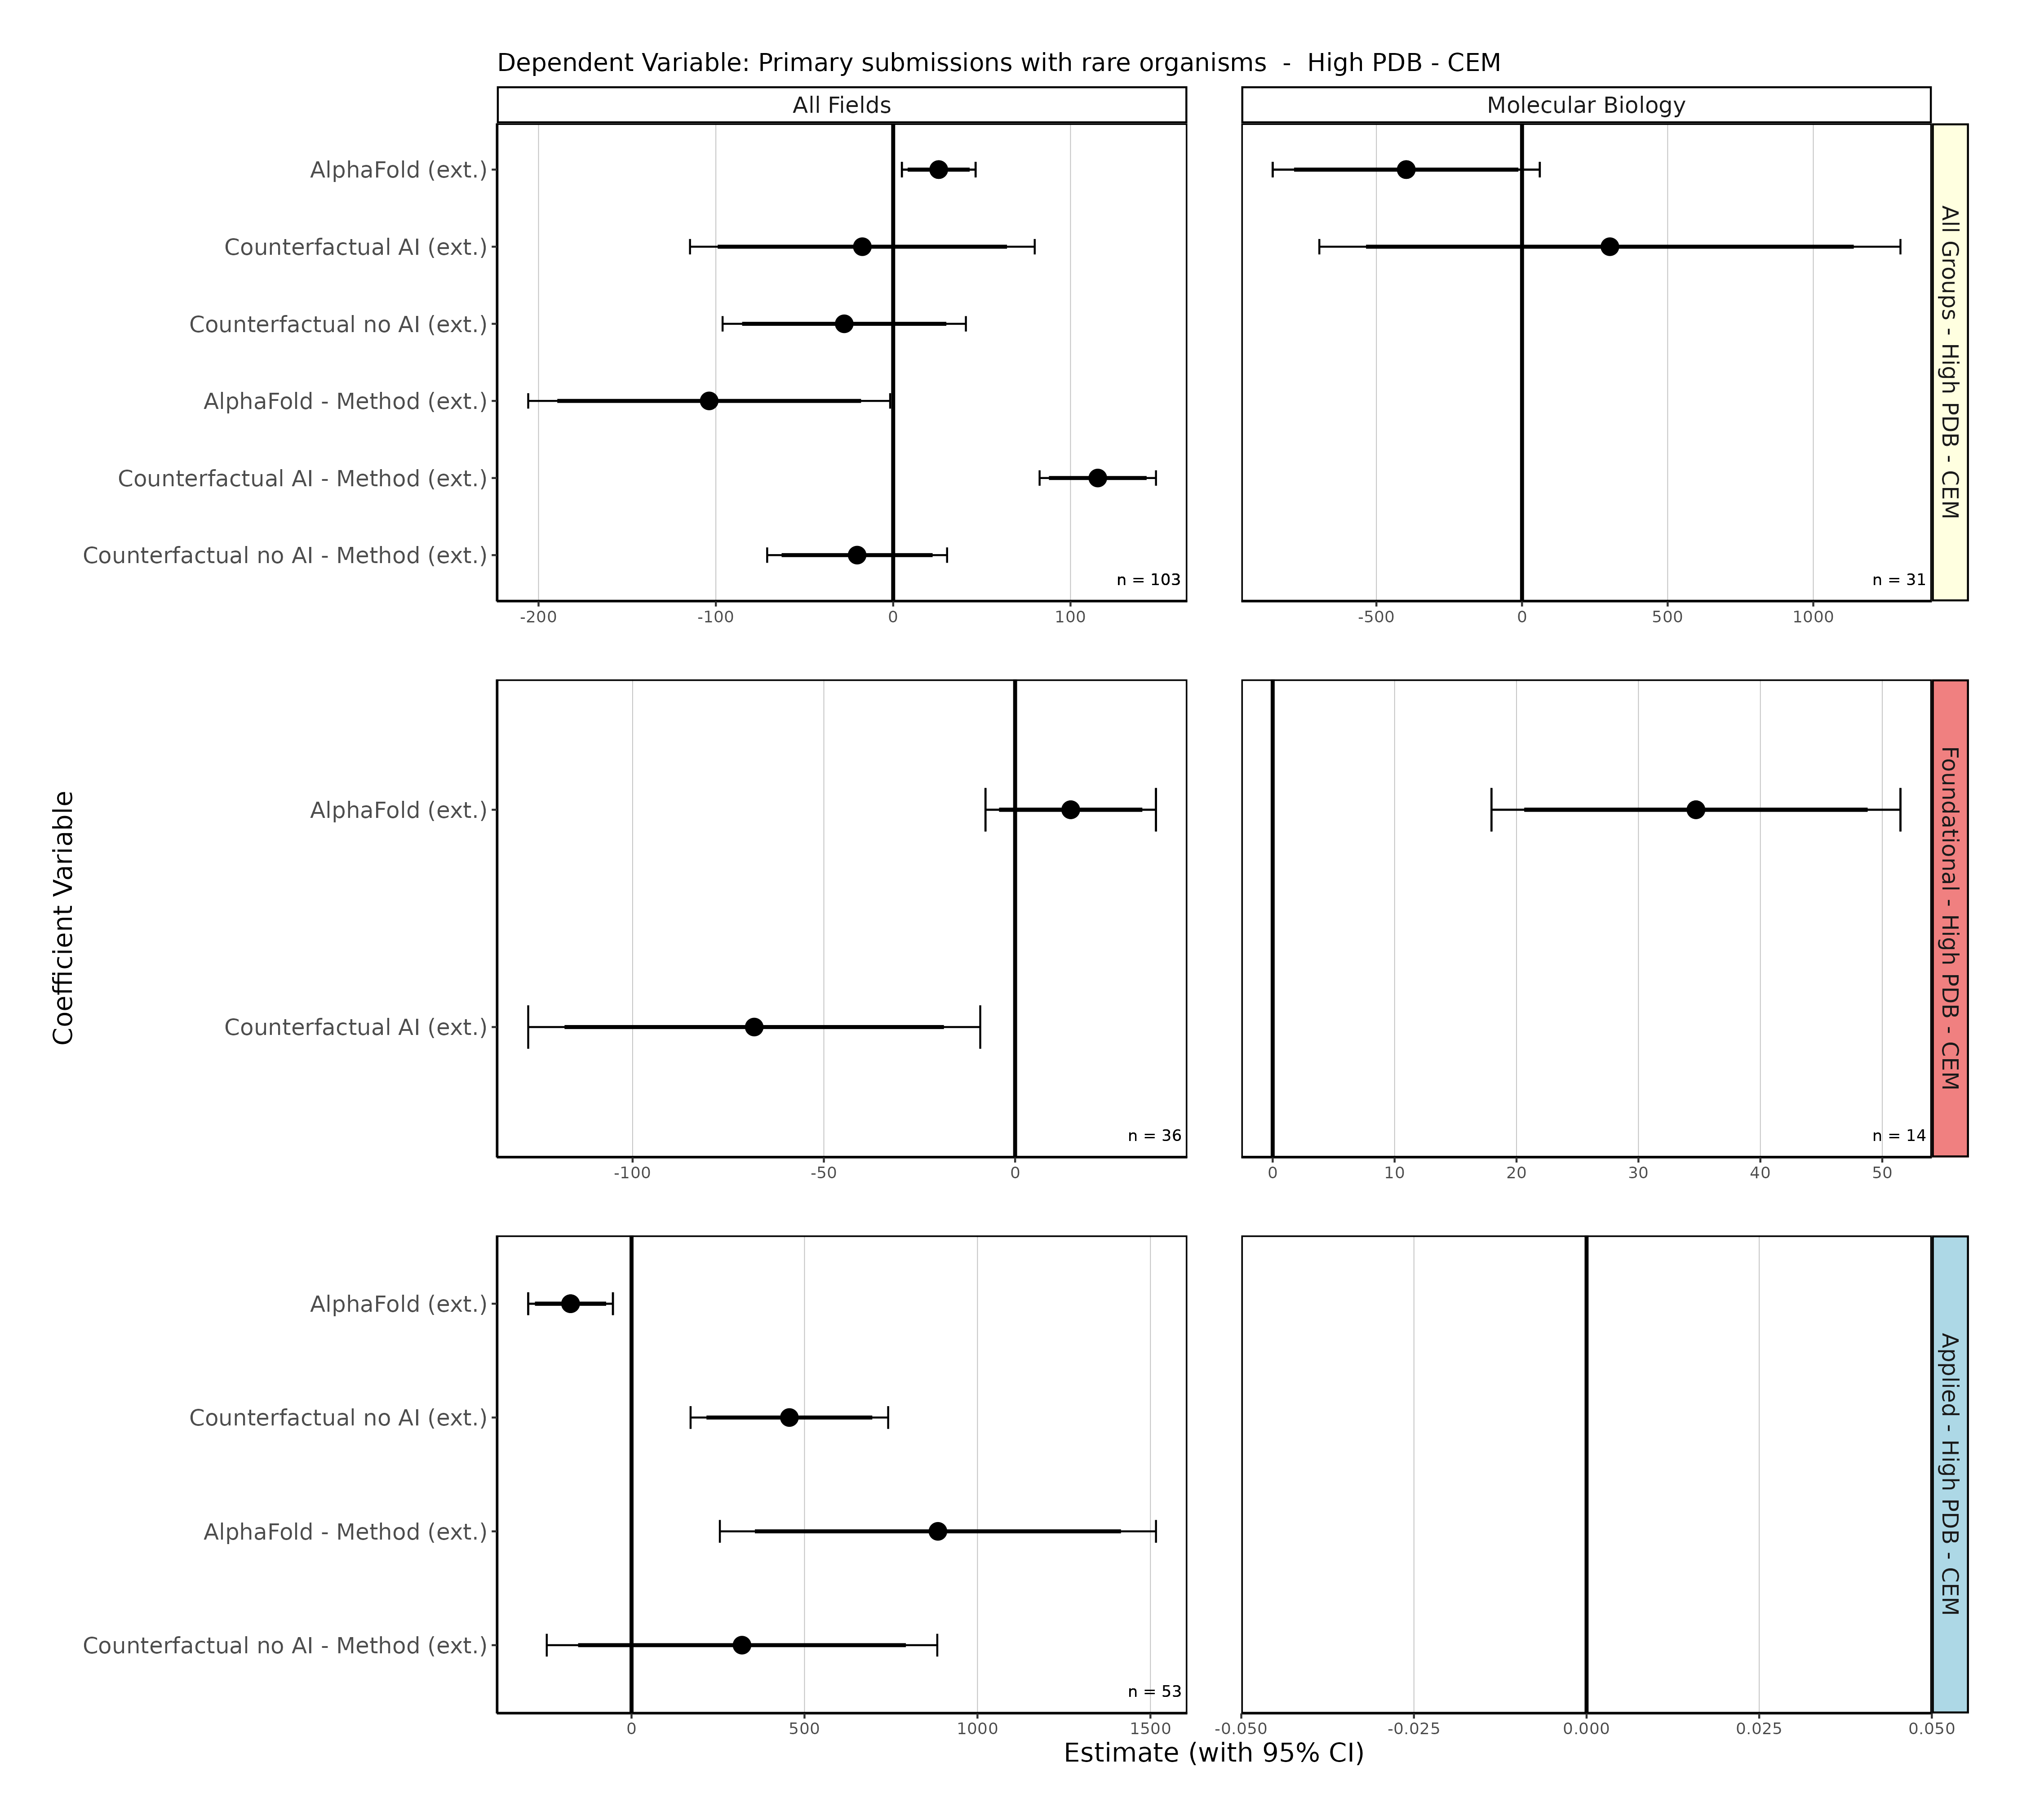 Dependent Variable: Primary submissions with rare organisms  -  High PDB - CEM
All Fields
Molecular Biology
AlphaFold (ext.)
Counterfactual AI (ext.)
Counterfactual no AI (ext.)
AlphaFold - Method (ext.)
Counterfactual AI - Method (ext.)
Counterfactual no AI - Method (ext.)
n = 103
n = 31
All Groups - High PDB - CEM
-200 -100 0 100
-500 0 500 1000
Coefficient Variable
AlphaFold (ext.)
Counterfactual AI (ext.)
n = 36
n = 14
Foundational - High PDB - CEM
-100 -50 0
0 10 20 30 40 50
AlphaFold (ext.)
Counterfactual no AI (ext.)
AlphaFold - Method (ext.)
Counterfactual no AI - Method (ext.)
n = 53
Applied - High PDB - CEM
0 500 1000 1500
-0.050 -0.025 0.000 0.025 0.050
Estimate (with 95% CI)